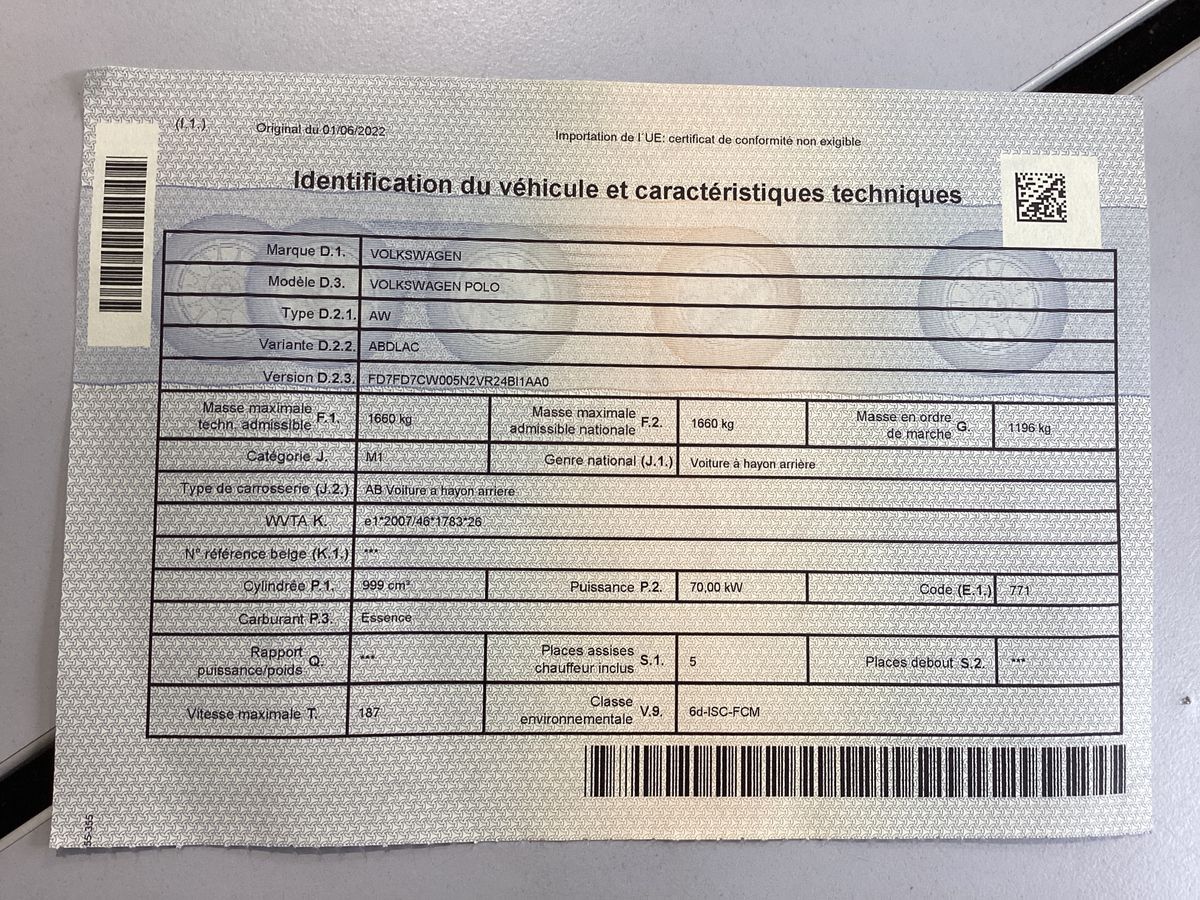 (I.1.) Original du 01/06/2022 Importation de l'UE: certificat de conformité non exigible
Identification du véhicule et caractéristiques techniques
Marque D.1. VOLKSWAGEN
Modèle D.3. VOLKSWAGEN POLO
Type D.2.1. AW
Variante D.2.2. ABDLAC
Version D.2.3. FD7FD7CW005N2VR24BI1AA0
Masse maximale
techn. admissible F.1. 1660 kg
Masse maximale
admissible nationale F.2. 1660 kg
Masse en ordre
de marche G. 1196 kg
Catégorie J. M1 Genre national (J.1.) Voiture à hayon arrière
Type de carrosserie (J.2.) AB Voiture a hayon arriere
WVTA K. e1*2007/46*1783*26
N° référence belge (K.1.) ***
Cylindrée P.1. 999 cm³ Puissance P.2. 70,00 kW Code (E.1.) 771
Carburant P.3. Essence
Rapport
puissance/poids Q. ***
Places assises
chauffeur inclus S.1. 5
Places debout S.2. ***
Vitesse maximale T. 187
Classe
environnementale V.9. 6d-ISC-FCM